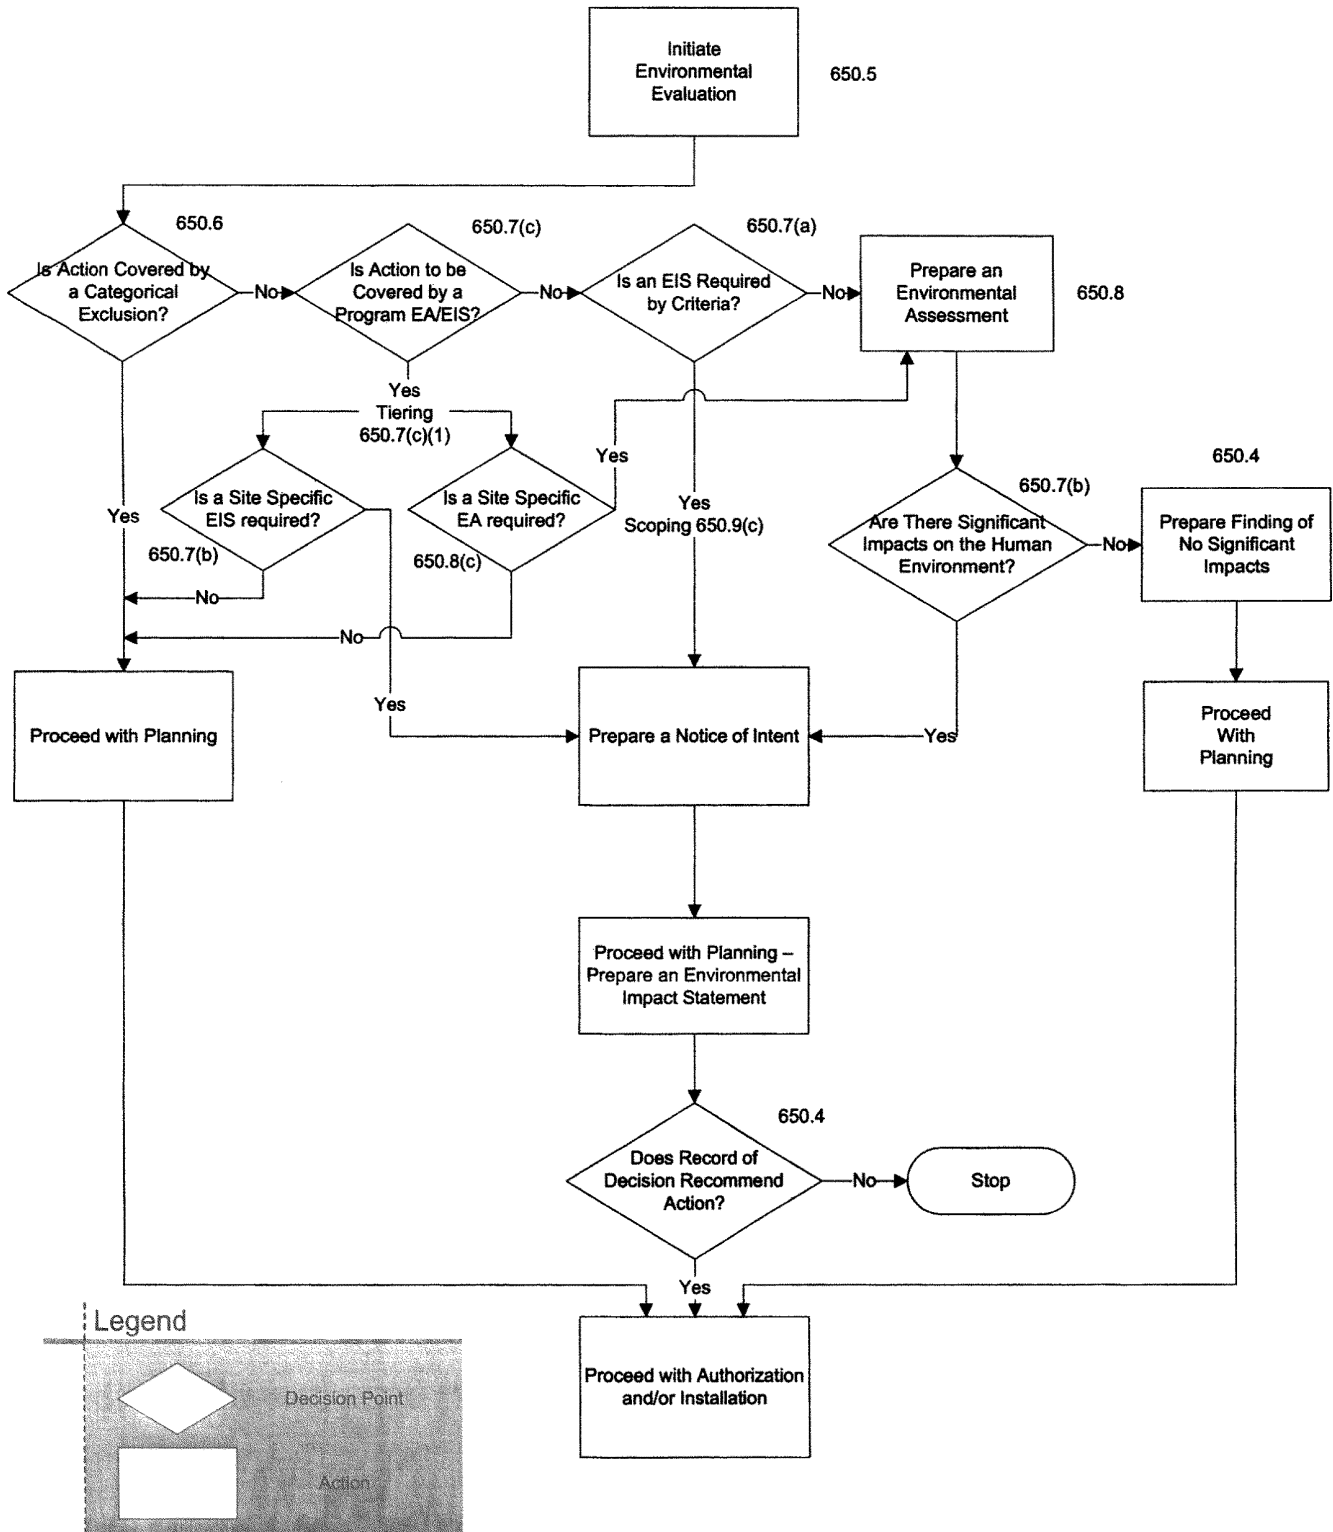 Initiate
Environmental
Evaluation
650.5
650.6
650.7(c)
650.7(a)
Is Action Covered by
a Categorical
Exclusion?
No
Is Action to be
Covered by a
Program EA/EIS?
No
Is an EIS Required
by Criteria?
No
Prepare an
Environmental
Assessment
650.8
Yes
Tiering
650.7(c)(1)
Yes
Is a Site Specific
EIS required?
650.7(b)
Is a Site Specific
EA required?
650.8(c)
Yes
Yes
Scoping 650.9(c)
650.7(b)
Are There Significant
Impacts on the Human
Environment?
No
650.4
Prepare Finding of
No Significant
Impacts
No
No
Yes
Yes
Proceed with Planning
Prepare a Notice of Intent
Proceed
With
Planning
Proceed with Planning –
Prepare an Environmental
Impact Statement
650.4
Does Record of
Decision Recommend
Action?
No
Stop
Yes
Proceed with Authorization
and/or Installation
Legend
Decision Point
Action